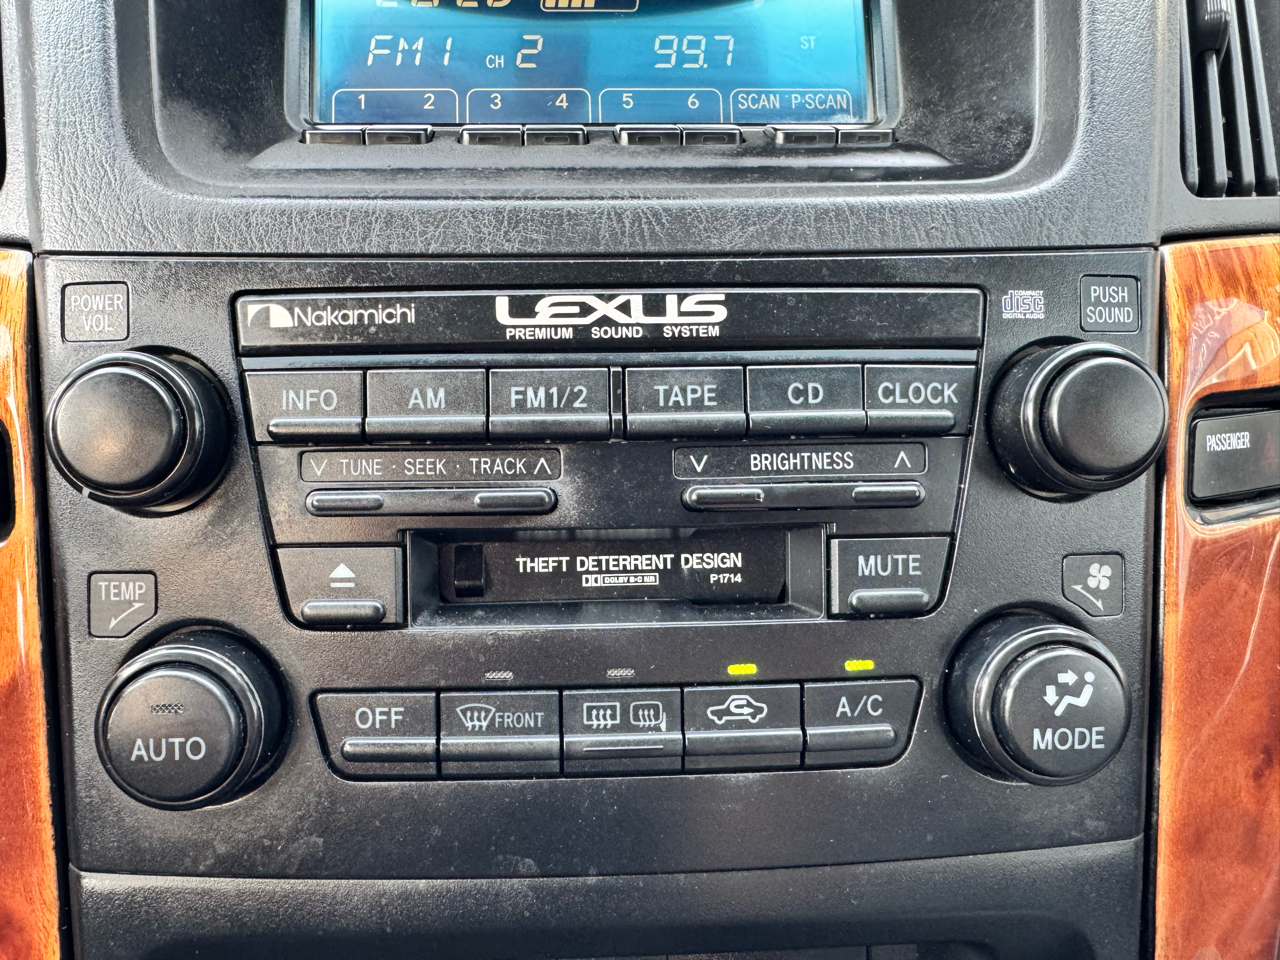 FM1 CH 2 99.7 ST
1 2 3 4 5 6 SCAN P·SCAN
POWER
VOL
Nakamichi
LEXUS
PREMIUM SOUND SYSTEM
COMPACT
disc
DIGITAL AUDIO
PUSH
SOUND
INFO AM FM1/2 TAPE CD CLOCK
TUNE · SEEK · TRACK
BRIGHTNESS
PASSENGER
THEFT DETERRENT DESIGN
DOLBY B·C NR P1714
MUTE
TEMP
OFF FRONT A/C
AUTO
MODE